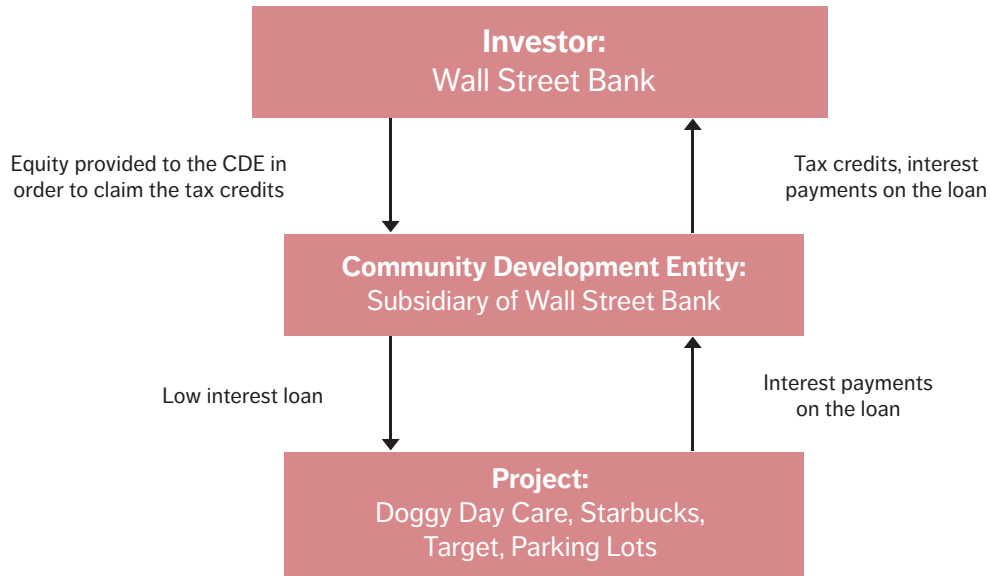 Investor:
Wall Street Bank
Equity provided to the CDE in
order to claim the tax credits
Tax credits, interest
payments on the loan
Community Development Entity:
Subsidiary of Wall Street Bank
Low interest loan
Interest payments
on the loan
Project:
Doggy Day Care, Starbucks,
Target, Parking Lots